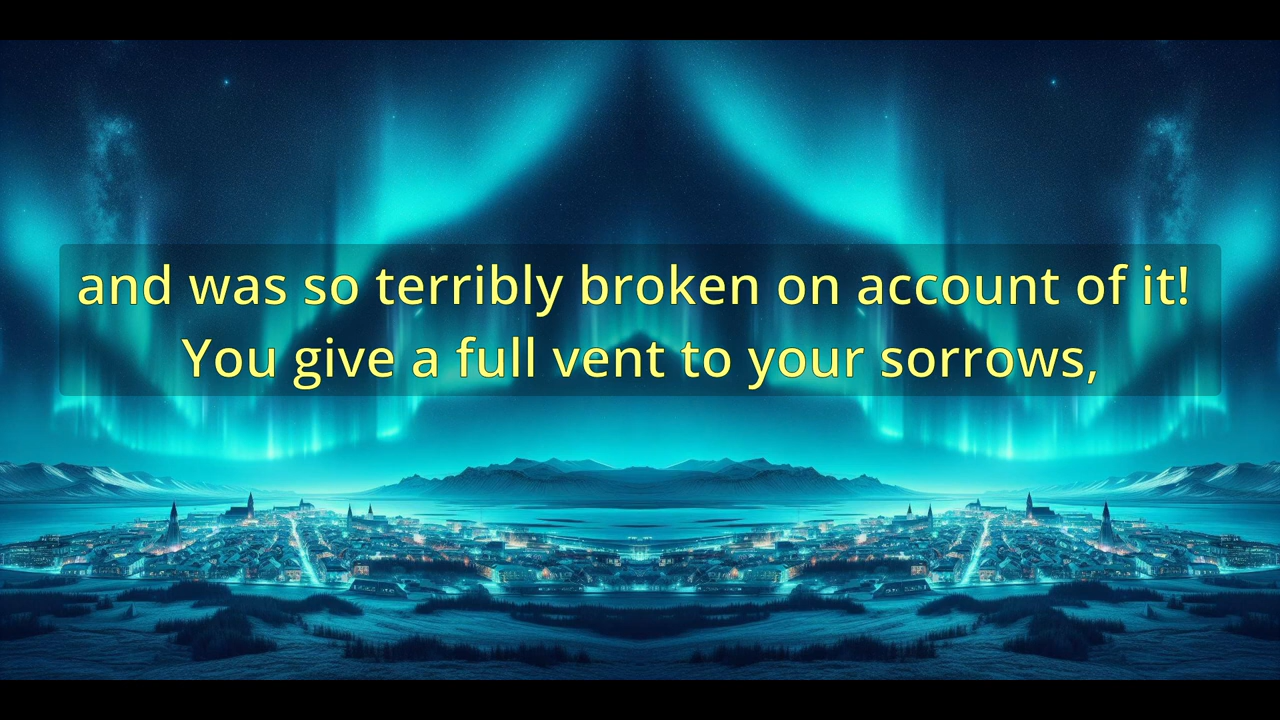 and was so terribly broken on account of it!
You give a full vent to your sorrows,